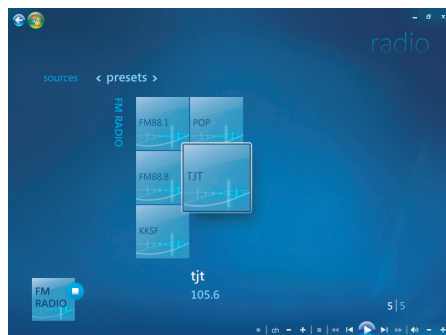 radio
sources < presets >
FM RADIO
FM88.1 POP
FM88.8 TJT
KKSF
tjt
105.6
FM
RADIO
5|5
ch - +